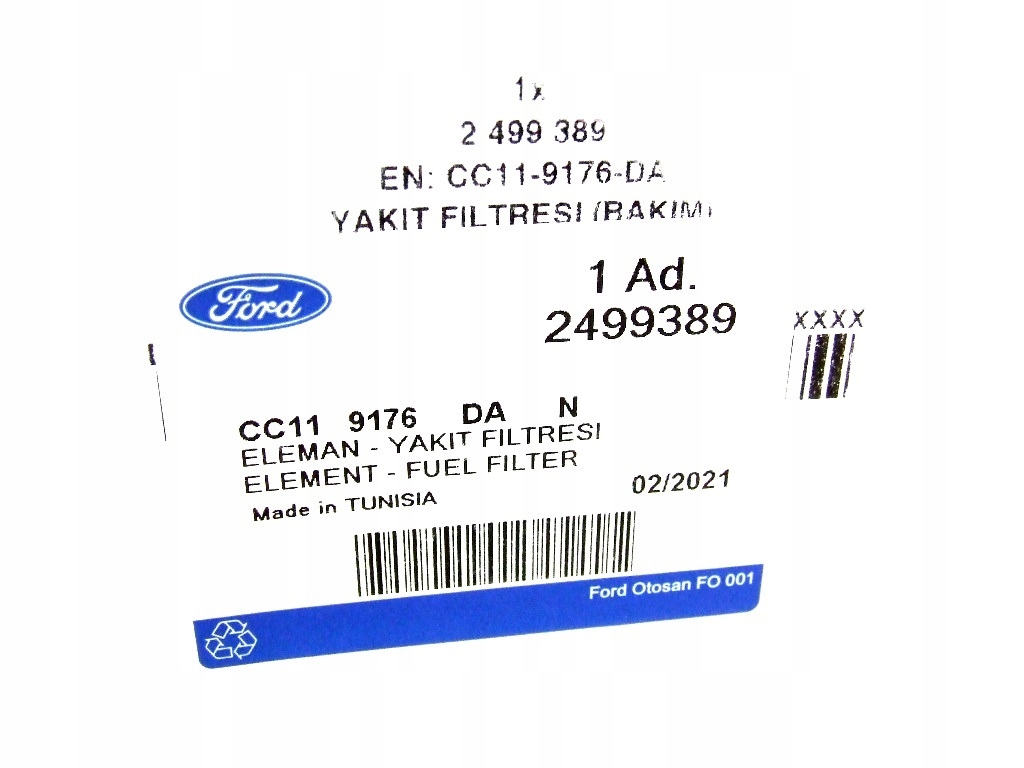 1x
2 499 389
EN: CC11-9176-DA
YAKIT FILTRESI (BAKIM)
Ford
1 Ad.
2499389
XXXX
CC11 9176 DA N
ELEMAN - YAKIT FILTRESI
ELEMENT - FUEL FILTER
Made in TUNISIA
02/2021
Ford Otosan FO 001